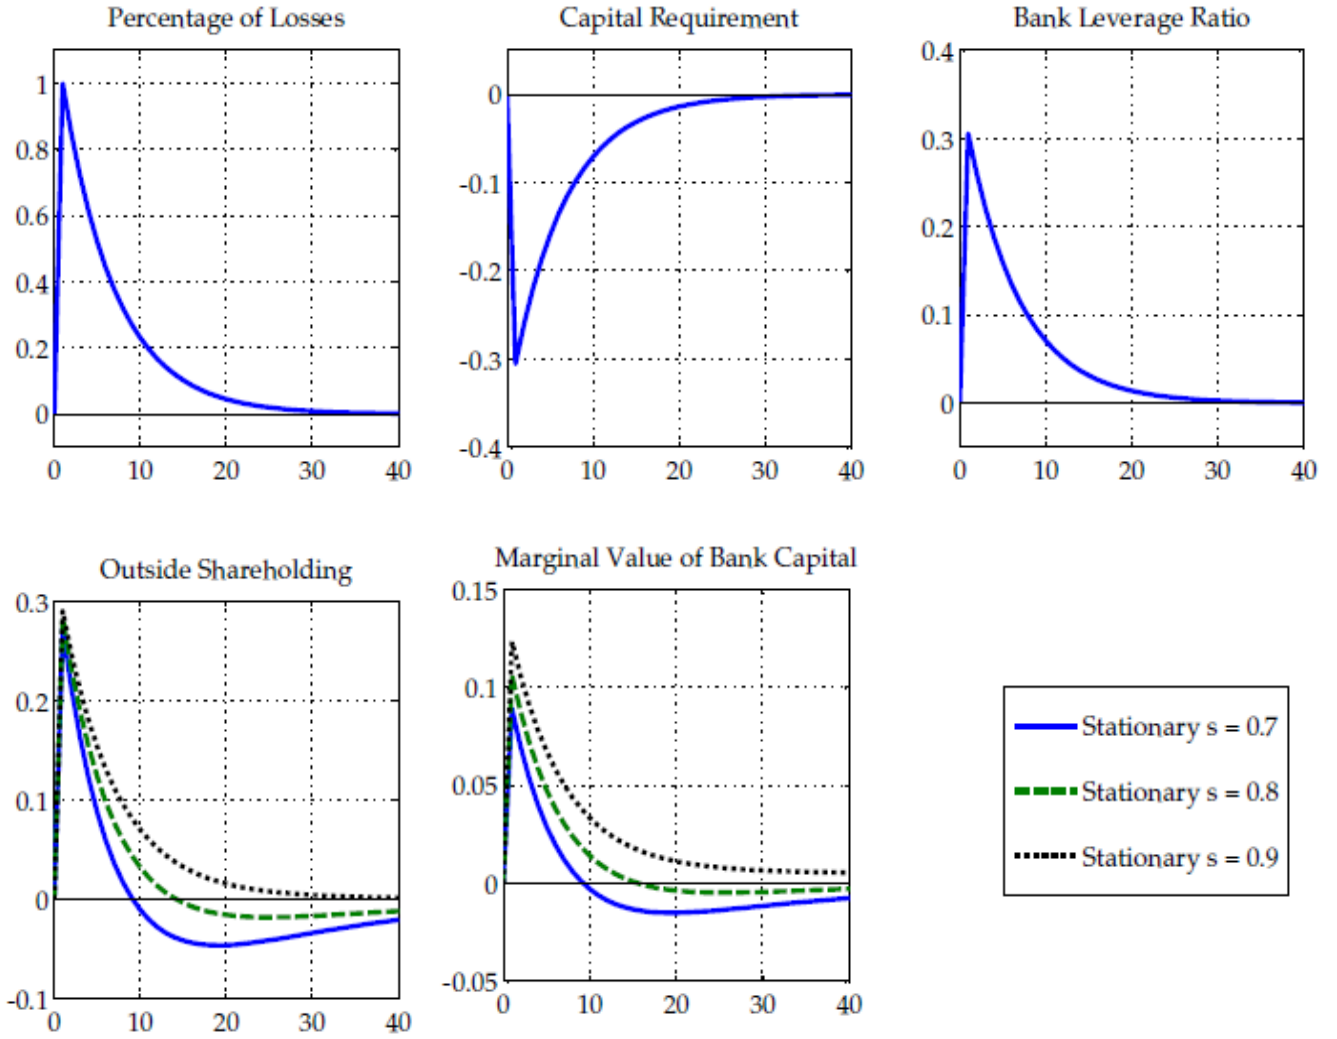 Percentage of Losses
1
0.8
0.6
0.4
0.2
0
0 10 20 30 40
Capital Requirement
0
-0.1
-0.2
-0.3
-0.4
0 10 20 30 40
Bank Leverage Ratio
0.4
0.3
0.2
0.1
0
0 10 20 30 40
Outside Shareholding
0.3
0.2
0.1
0
-0.1
0 10 20 30 40
Marginal Value of Bank Capital
0.15
0.1
0.05
0
-0.05
0 10 20 30 40
Stationary s = 0.7
Stationary s = 0.8
Stationary s = 0.9